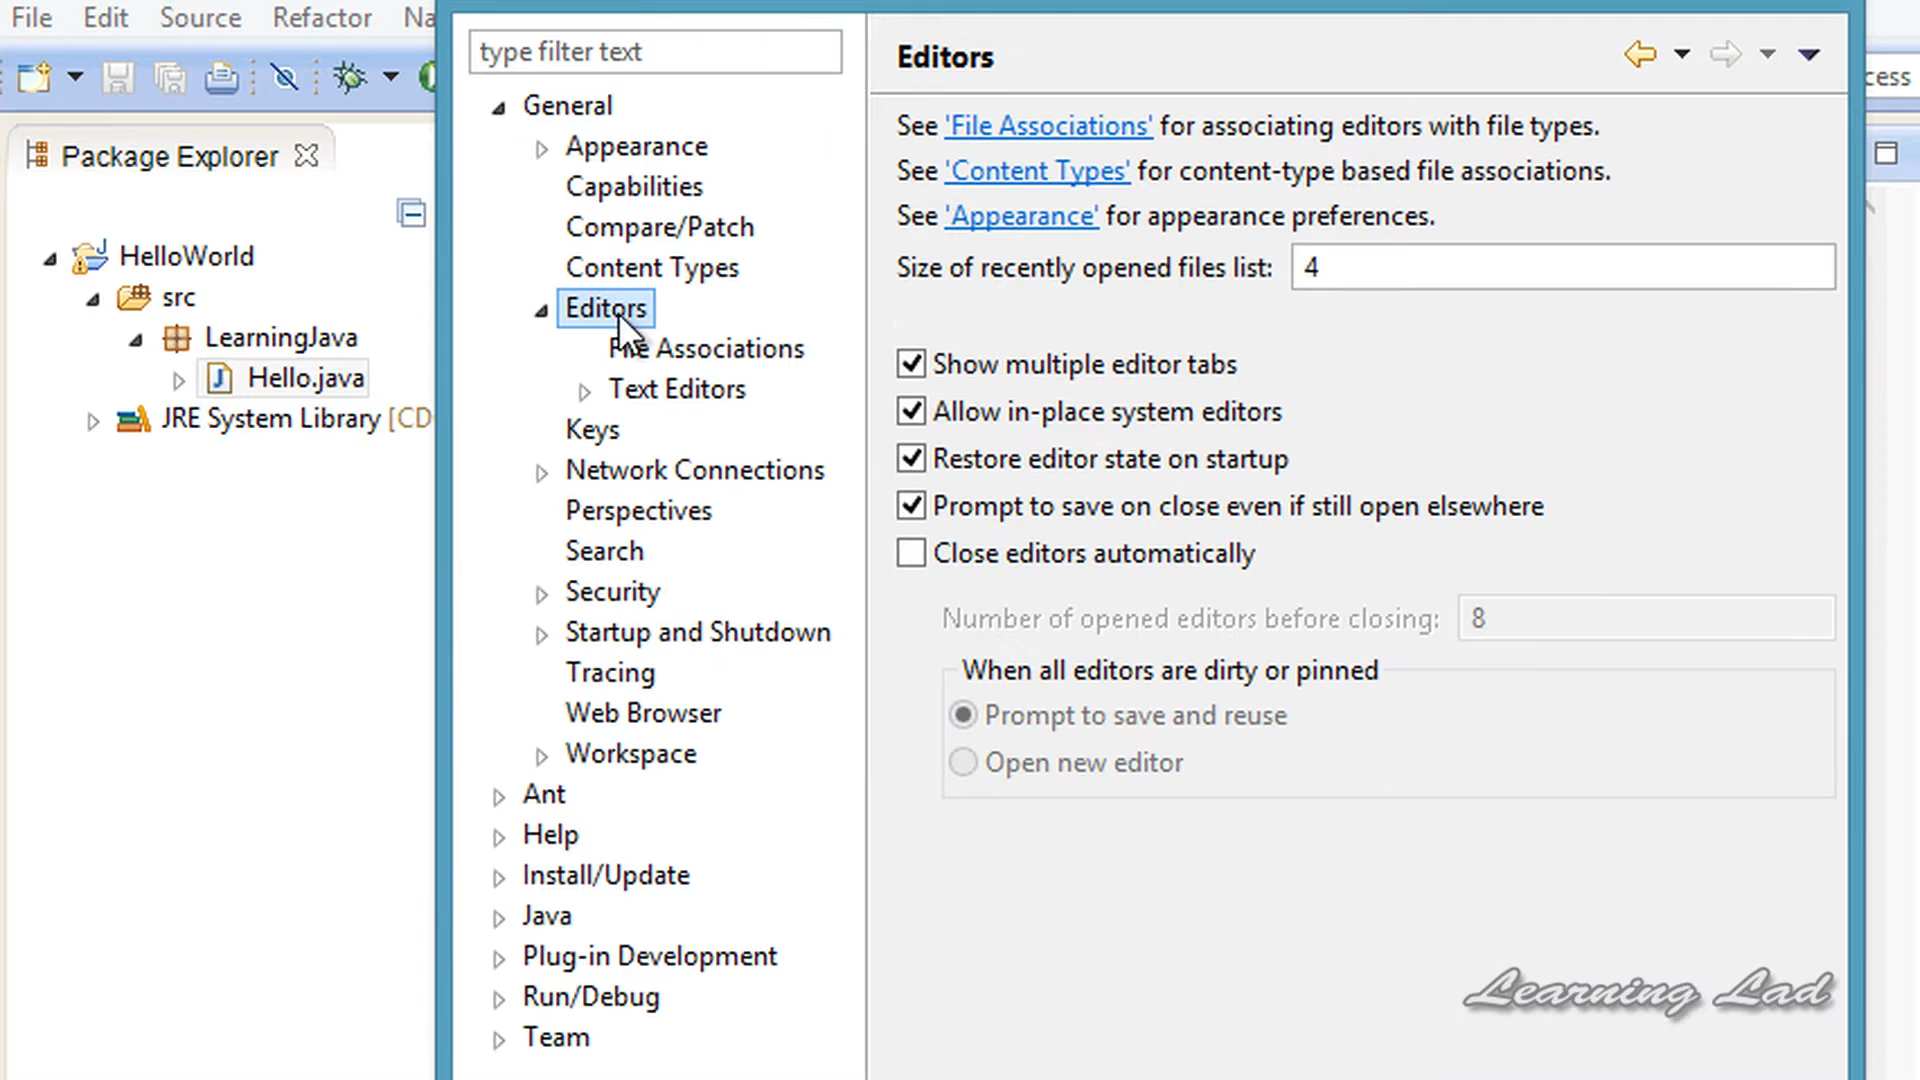 File Edit Source Refactor Na
cess
Package Explorer
HelloWorld
src
LearningJava
Hello.java
JRE System Library [CD
type filter text
General
Appearance
Capabilities
Compare/Patch
Content Types
Editors
File Associations
Text Editors
Keys
Network Connections
Perspectives
Search
Security
Startup and Shutdown
Tracing
Web Browser
Workspace
Ant
Help
Install/Update
Java
Plug-in Development
Run/Debug
Team
Editors
See 'File Associations' for associating editors with file types.
See 'Content Types' for content-type based file associations.
See 'Appearance' for appearance preferences.
Size of recently opened files list: 4
Show multiple editor tabs
Allow in-place system editors
Restore editor state on startup
Prompt to save on close even if still open elsewhere
Close editors automatically
Number of opened editors before closing: 8
When all editors are dirty or pinned
Prompt to save and reuse
Open new editor
Learning Lad